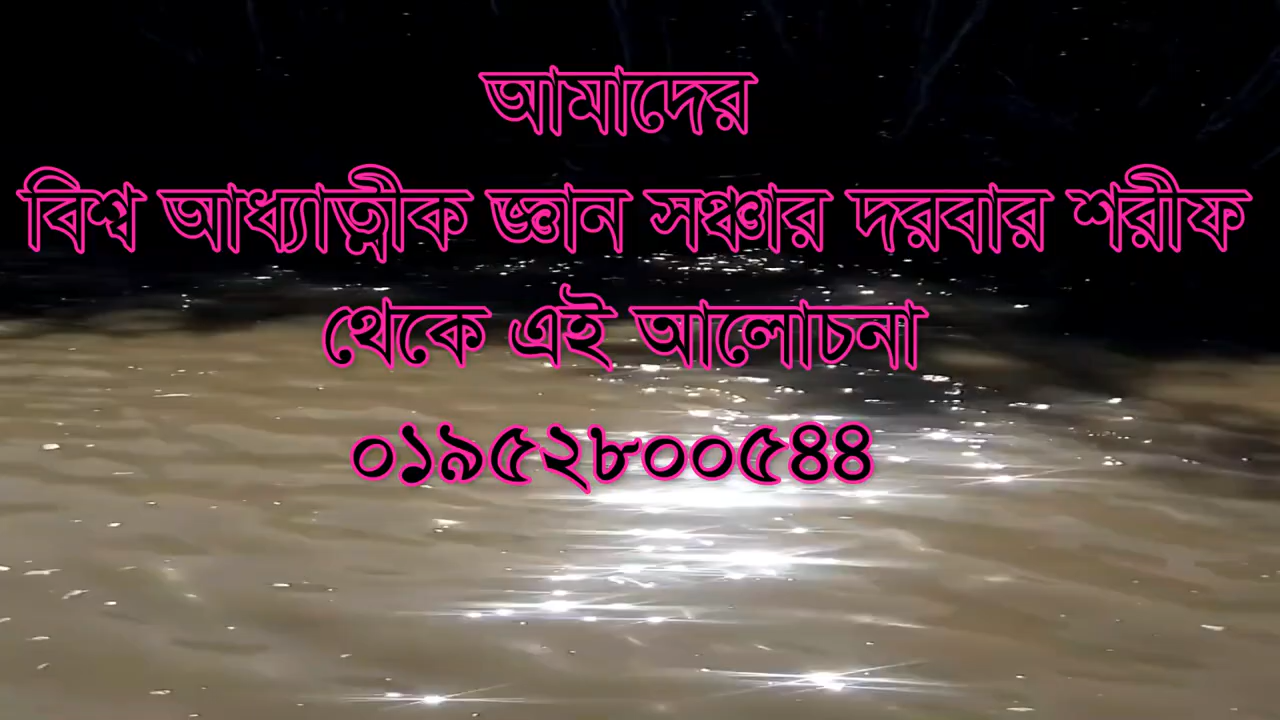 আমাদের
বিশ্ব আধ্যাত্নীক জ্ঞান সঞ্চার দরবার শরীফ
থেকে এই আলোচনা
০১৯৫২৮০০৫৪৪